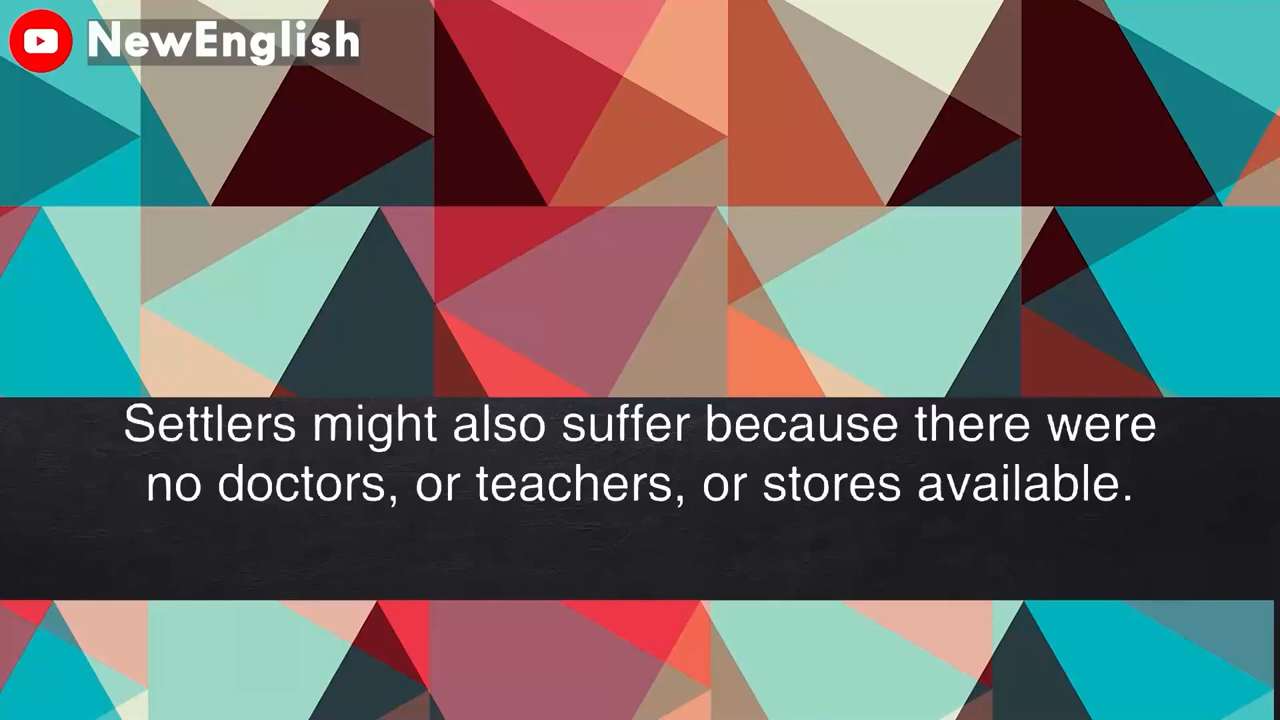 NewEnglish
Settlers might also suffer because there were
no doctors, or teachers, or stores available.